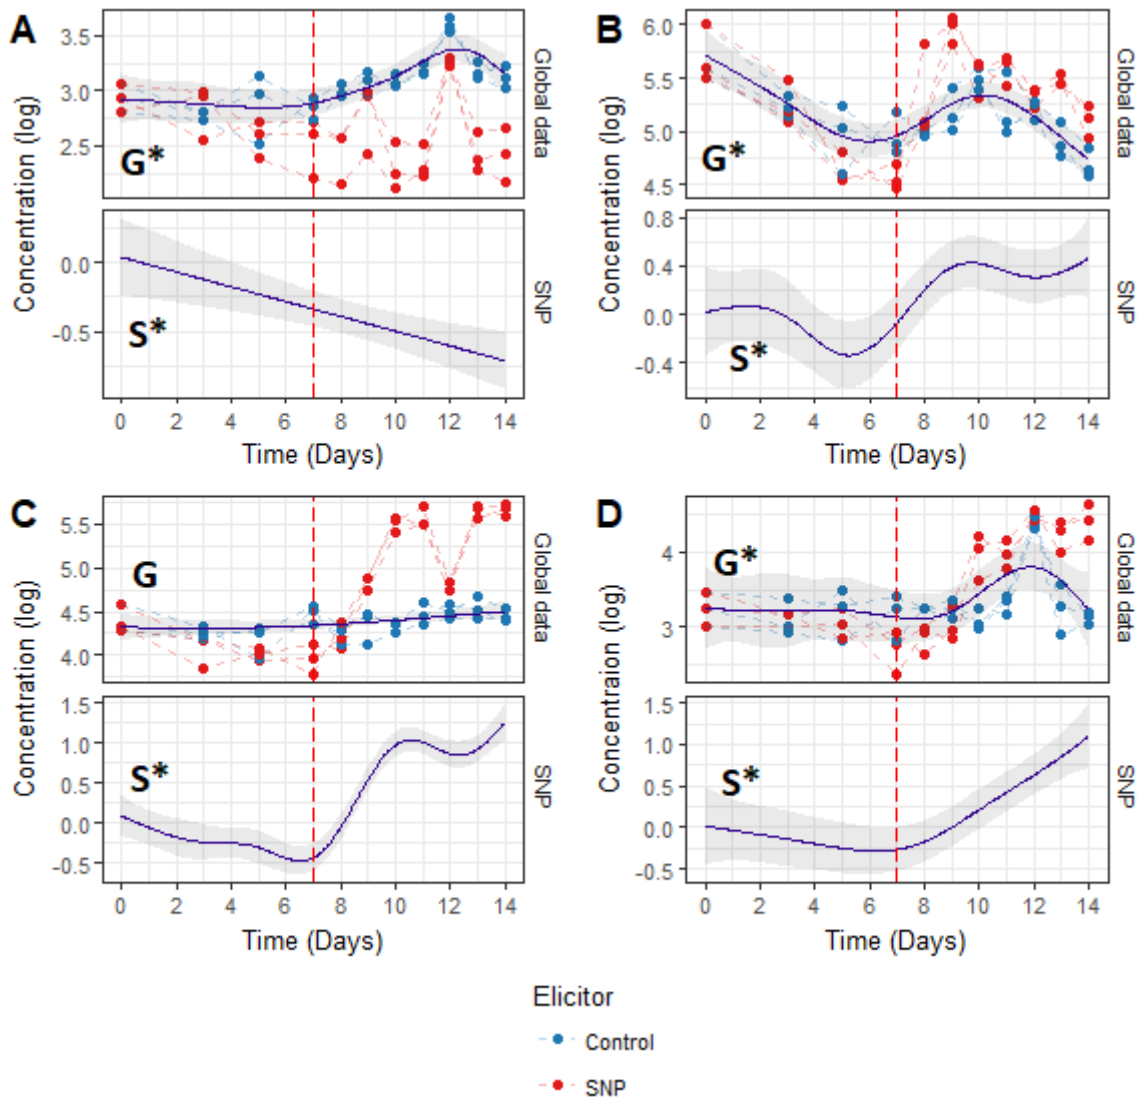 A
Concentration (log)
3.5
3.0
2.5
G*
Global data
0.0
-0.5
S*
SNP
0 2 4 6 8 10 12 14
Time (Days)
B
Concentration (log)
6.0
5.5
5.0
4.5
G*
Global data
0.8
0.4
0.0
-0.4
S*
SNP
0 2 4 6 8 10 12 14
Time (Days)
C
Concentration (log)
5.5
5.0
4.5
4.0
G
Global data
1.5
1.0
0.5
0.0
-0.5
S*
SNP
0 2 4 6 8 10 12 14
Time (Days)
D
Concentraion (log)
4
3
G*
Global data
1.5
1.0
0.5
0.0
-0.5
S*
SNP
0 2 4 6 8 10 12 14
Time (Days)
Elicitor
Control
SNP